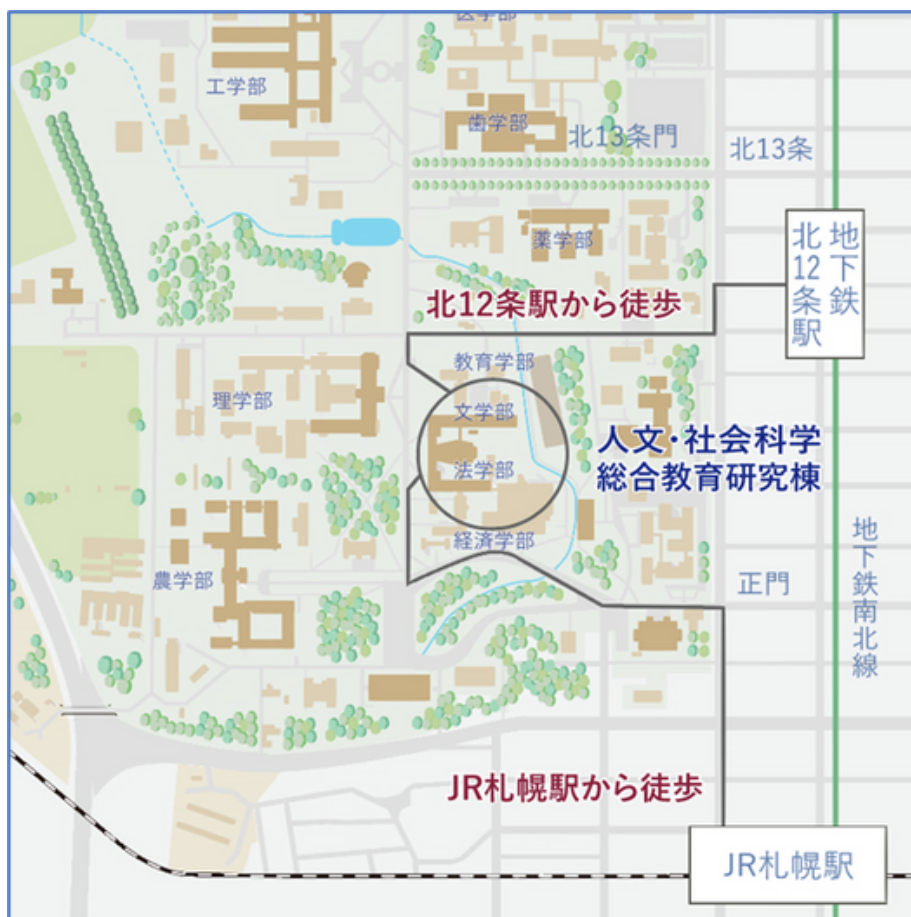 医学部
工学部
歯学部
北13条門
北13条
薬学部
地下鉄
北12条駅
北12条駅から徒歩
教育学部
理学部
文学部
人文・社会科学
総合教育研究棟
法学部
経済学部
農学部
正門
地下鉄南北線
JR札幌駅から徒歩
JR札幌駅